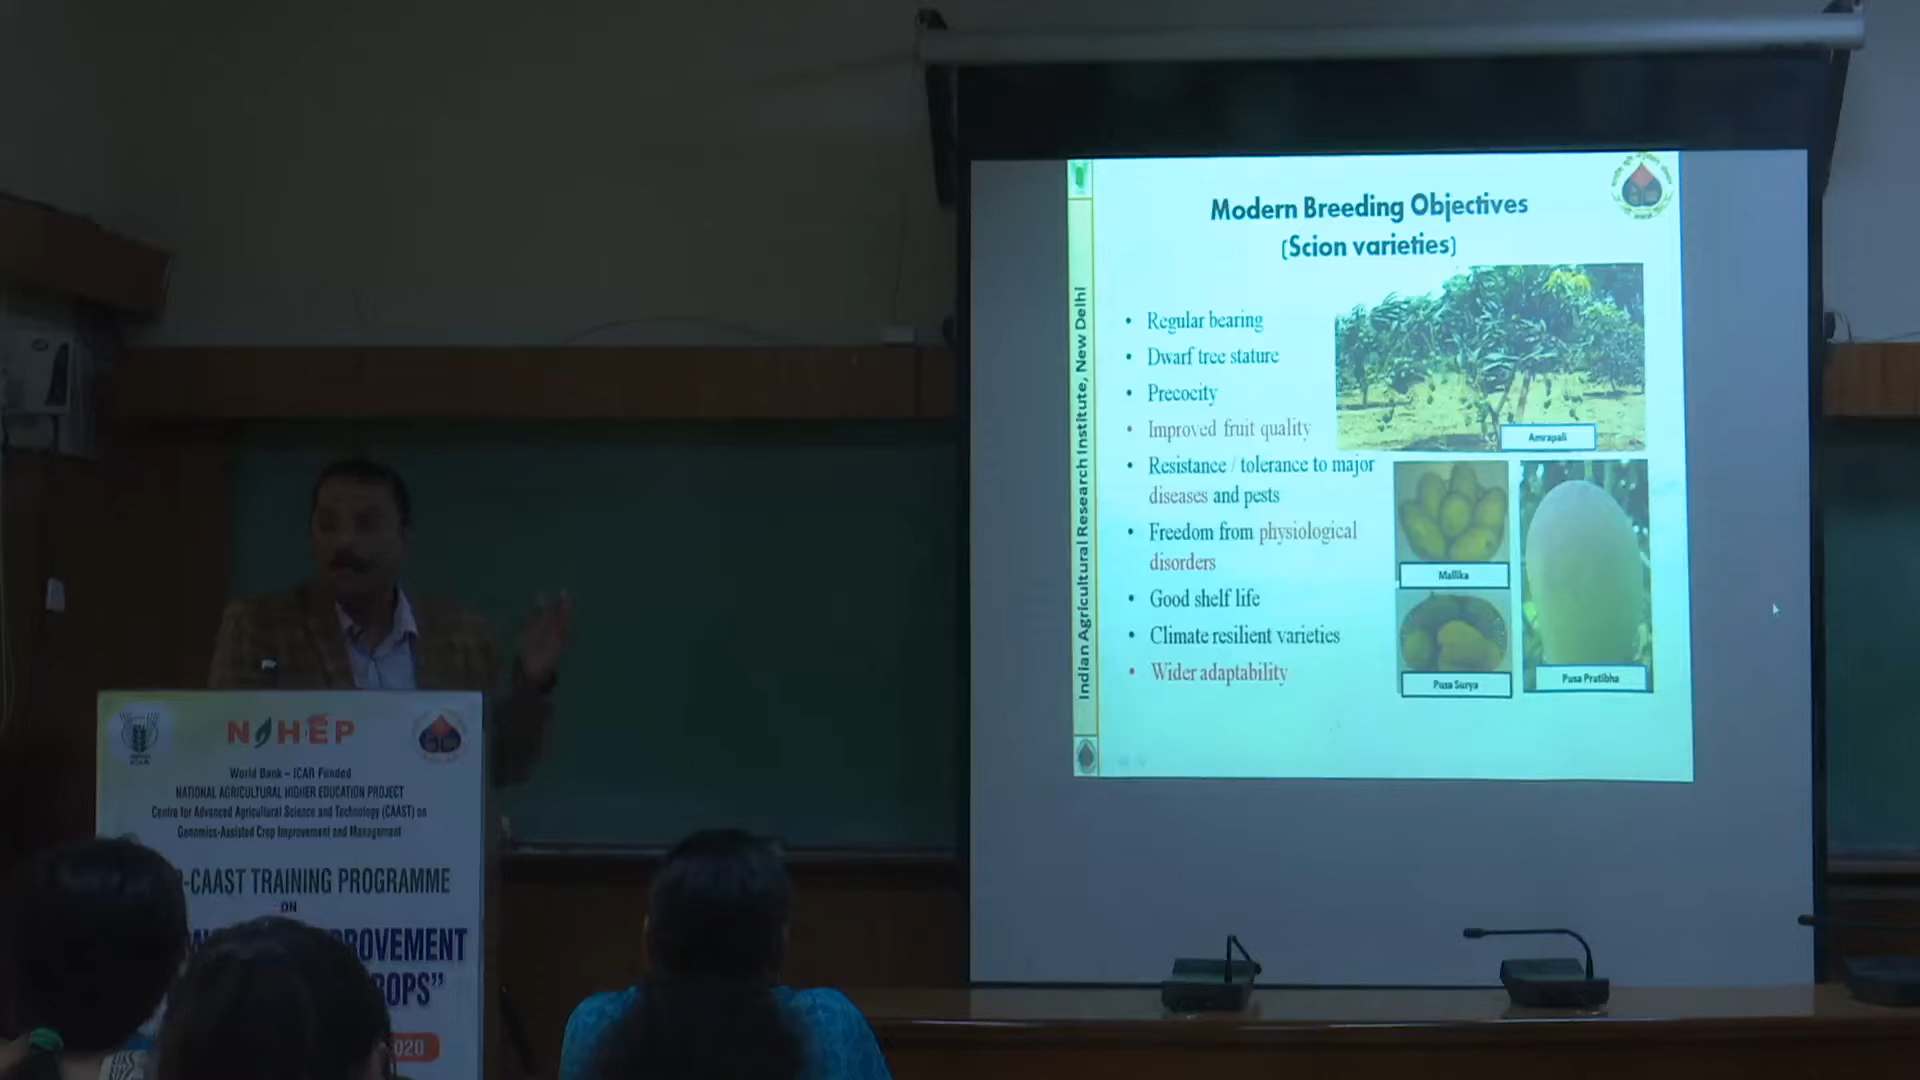 Modern Breeding Objectives
(Scion varieties)
Indian Agricultural Research Institute, New Delhi
• Regular bearing
• Dwarf tree stature
• Precocity
• Improved fruit quality
• Resistance / tolerance to major
diseases and pests
• Freedom from physiological
disorders
• Good shelf life
• Climate resilient varieties
• Wider adaptability
Amrapali
Mallika
Pusa Surya
Pusa Pratibha
NAHEP
World Bank – ICAR Funded
NATIONAL AGRICULTURAL HIGHER EDUCATION PROJECT
Centre for Advanced Agricultural Science and Technology (CAAST) on
Genomics-Assisted Crop Improvement and Management
-CAAST TRAINING PROGRAMME
ON